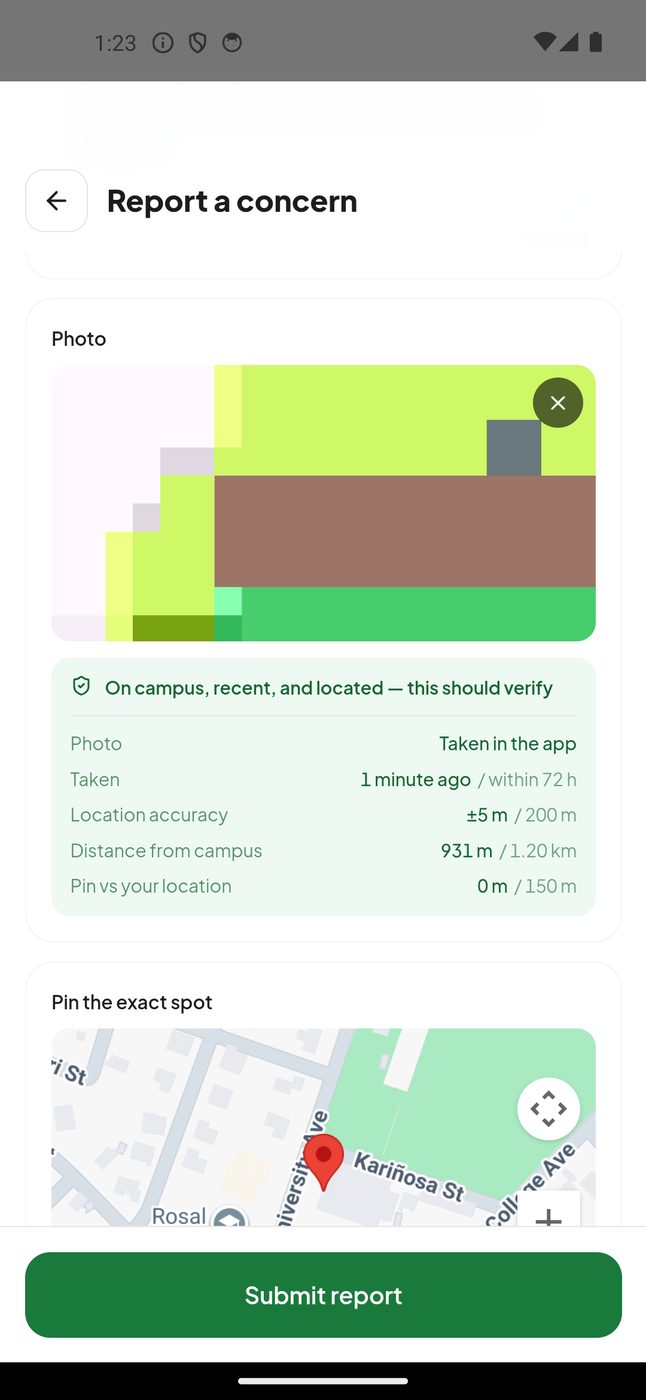 1:23
Report a concern
Photo
On campus, recent, and located — this should verify
Photo Taken in the app
Taken 1 minute ago / within 72 h
Location accuracy ±5 m / 200 m
Distance from campus 931 m / 1.20 km
Pin vs your location 0 m / 150 m
Pin the exact spot
ri St
iversity Ave
Kariñosa St
College Ave
Rosal
Submit report